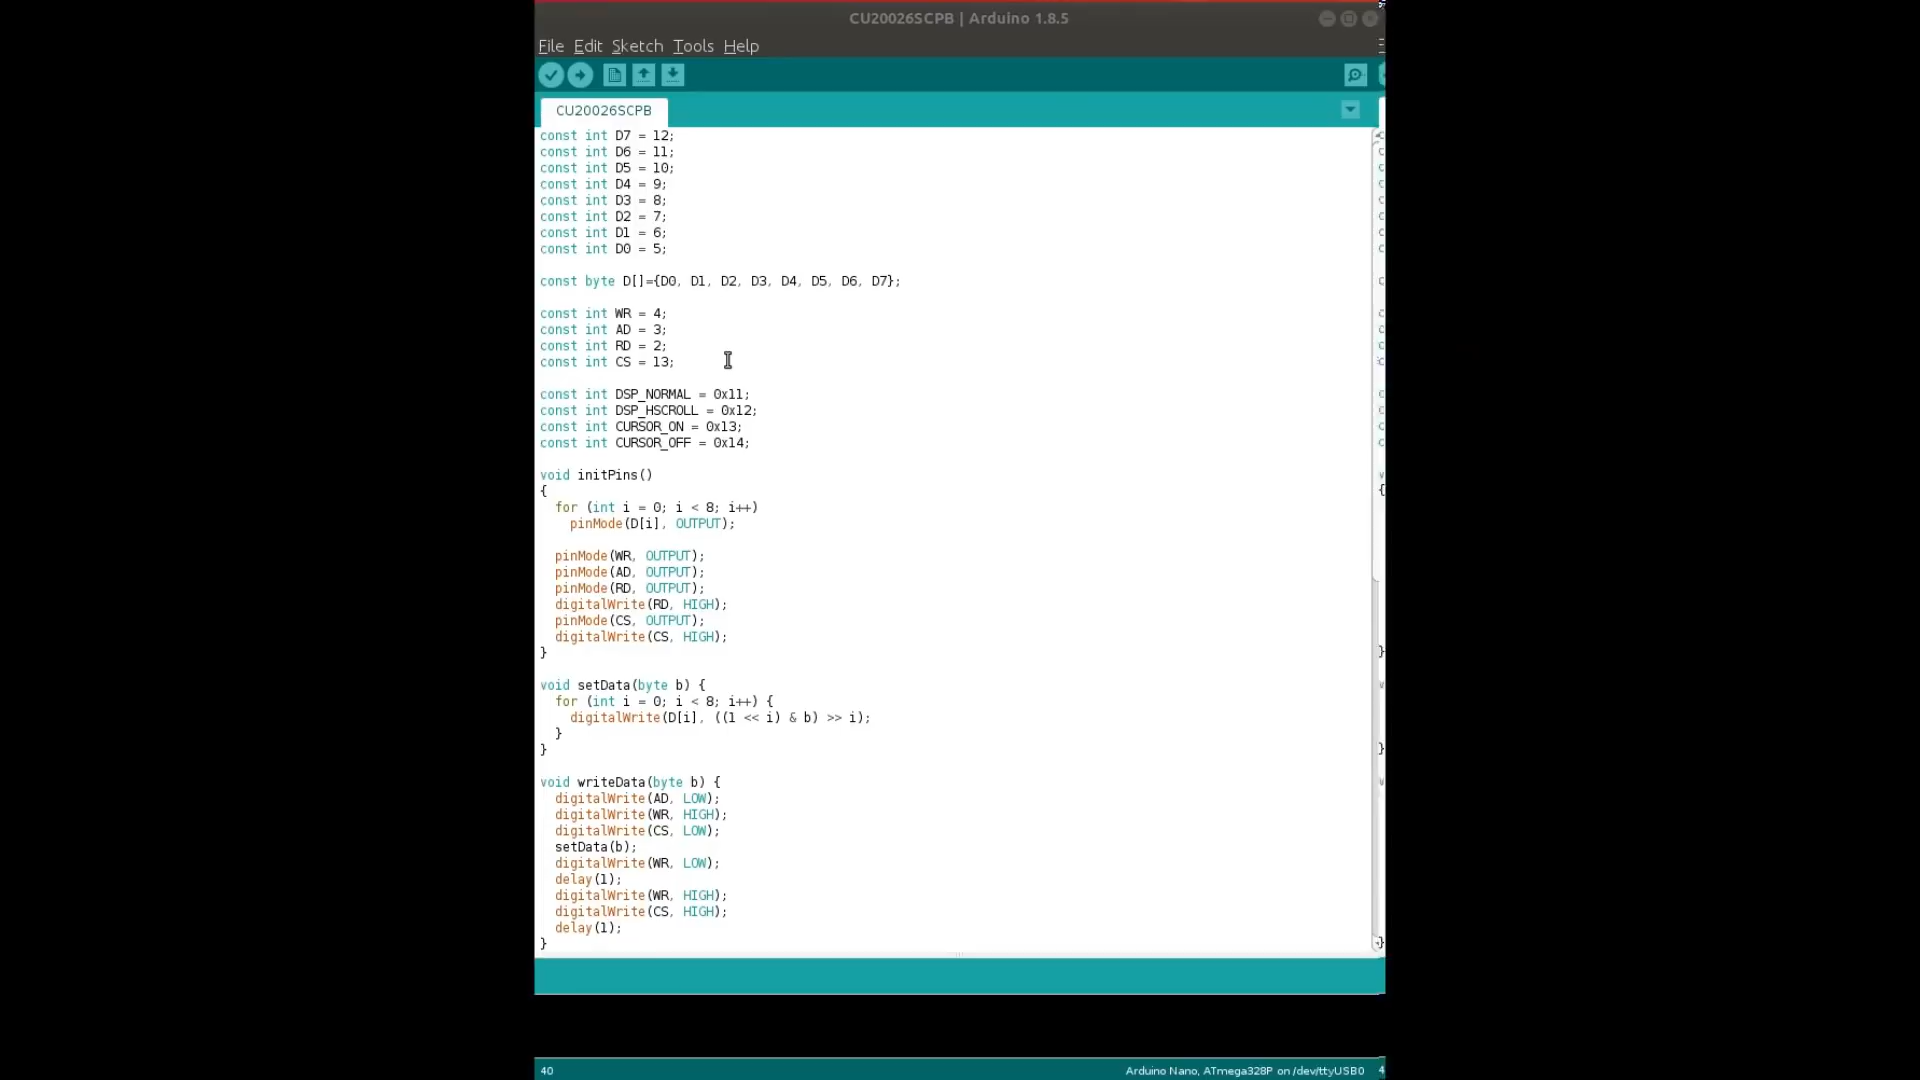 CU20026SCPB | Arduino 1.8.5
File Edit Sketch Tools Help
CU20026SCPB
const int D7 = 12;
const int D6 = 11;
const int D5 = 10;
const int D4 = 9;
const int D3 = 8;
const int D2 = 7;
const int D1 = 6;
const int D0 = 5;
const byte D[]={D0, D1, D2, D3, D4, D5, D6, D7};
const int WR = 4;
const int AD = 3;
const int RD = 2;
const int CS = 13;
const int DSP_NORMAL = 0x11;
const int DSP_HSCROLL = 0x12;
const int CURSOR_ON = 0x13;
const int CURSOR_OFF = 0x14;
void initPins()
{
  for (int i = 0; i < 8; i++)
    pinMode(D[i], OUTPUT);
  pinMode(WR, OUTPUT);
  pinMode(AD, OUTPUT);
  pinMode(RD, OUTPUT);
  digitalWrite(RD, HIGH);
  pinMode(CS, OUTPUT);
  digitalWrite(CS, HIGH);
}
void setData(byte b) {
  for (int i = 0; i < 8; i++) {
    digitalWrite(D[i], ((1 << i) & b) >> i);
  }
}
void writeData(byte b) {
  digitalWrite(AD, LOW);
  digitalWrite(WR, HIGH);
  digitalWrite(CS, LOW);
  setData(b);
  digitalWrite(WR, LOW);
  delay(1);
  digitalWrite(WR, HIGH);
  digitalWrite(CS, HIGH);
  delay(1);
}
40 Arduino Nano, ATmega328P on /dev/ttyUSB0